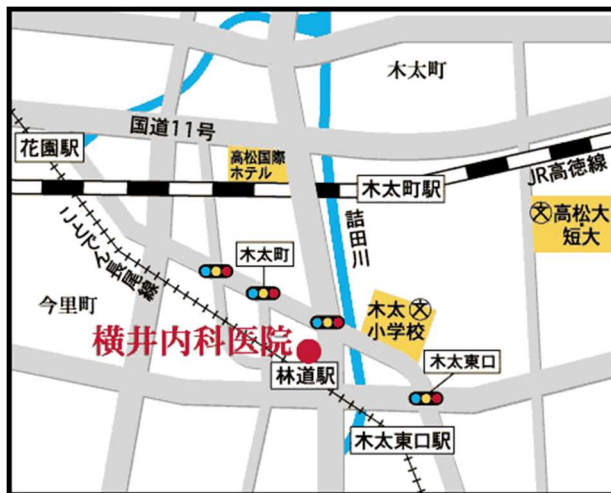 木太町
国道11号
花園駅
高松国際
ホテル
木太町駅
JR高徳線
高松大
短大
ことでん長尾線
木太町
詰田川
今里町
木太
小学校
横井内科医院
林道駅
木太東口
木太東口駅